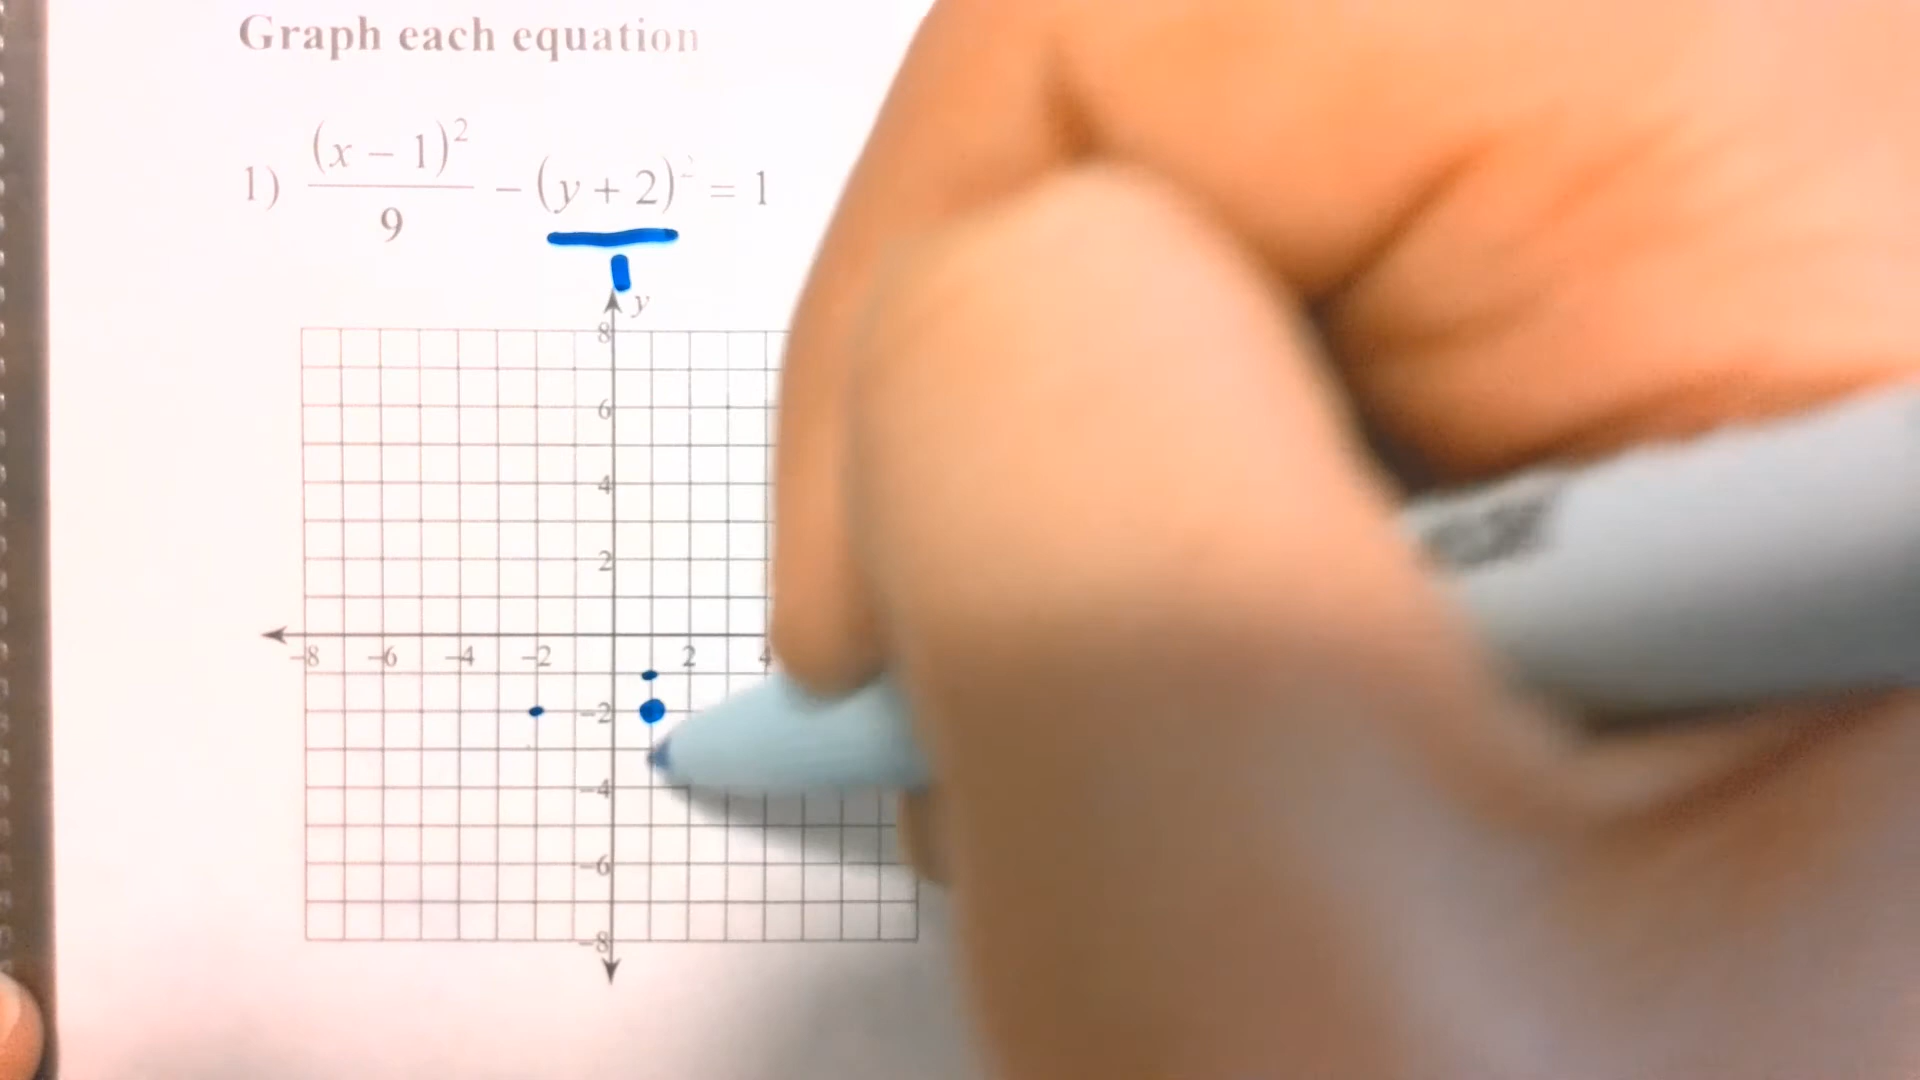 Graph each equation
1) (x − 1)² / 9 − (y + 2)² / 1 = 1
y
8
6
4
2
−8 −6 −4 −2 2 4
−2
−4
−6
−8